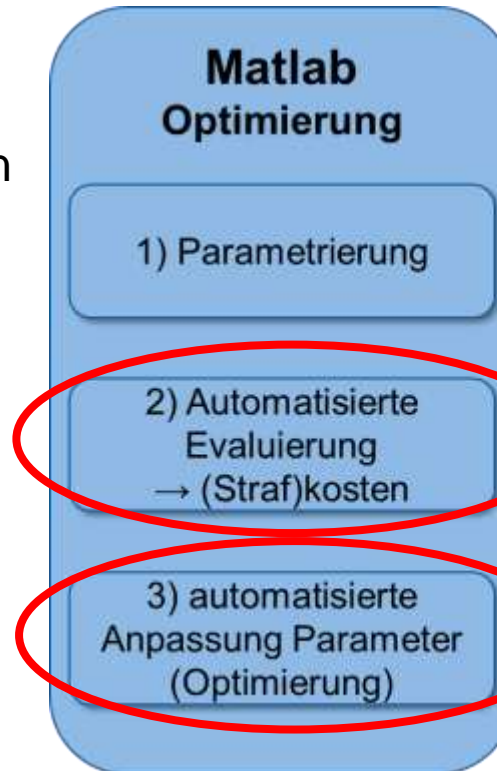 Matlab
Optimierung
n
1) Parametrierung
2) Automatisierte
Evaluierung
→ (Straf)kosten
3) automatisierte
Anpassung Parameter
(Optimierung)